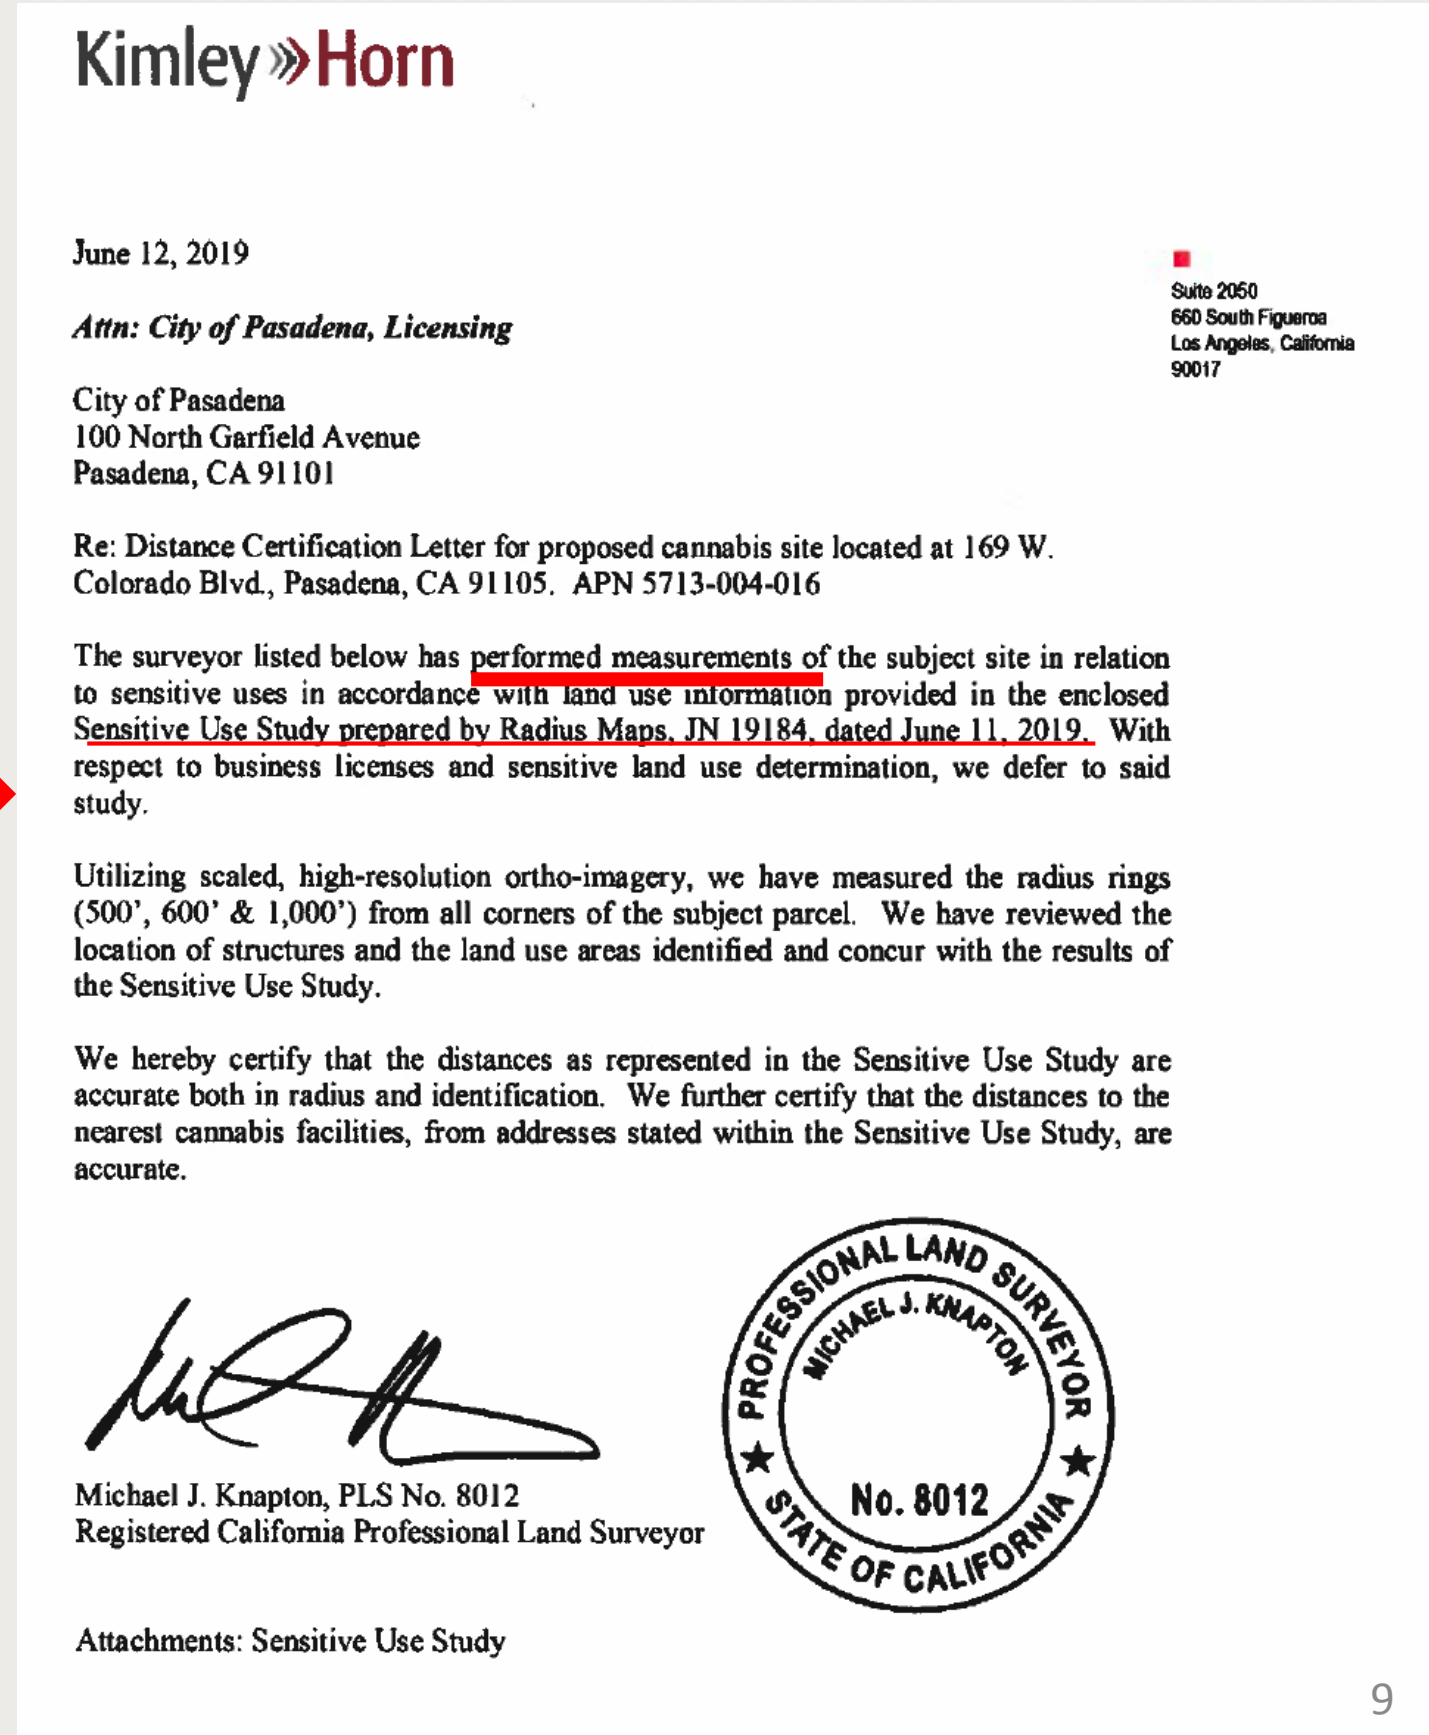 Kimley»Horn
June 12, 2019
Suite 2050
660 South Figueroa
Los Angeles, California
90017
Attn: City of Pasadena, Licensing
City of Pasadena
100 North Garfield Avenue
Pasadena, CA 91101
Re: Distance Certification Letter for proposed cannabis site located at 169 W.
Colorado Blvd., Pasadena, CA 91105. APN 5713-004-016
The surveyor listed below has performed measurements of the subject site in relation
to sensitive uses in accordance with land use information provided in the enclosed
Sensitive Use Study prepared by Radius Maps, JN 19184, dated June 11, 2019. With
respect to business licenses and sensitive land use determination, we defer to said
study.
Utilizing scaled, high-resolution ortho-imagery, we have measured the radius rings
(500', 600' & 1,000') from all corners of the subject parcel. We have reviewed the
location of structures and the land use areas identified and concur with the results of
the Sensitive Use Study.
We hereby certify that the distances as represented in the Sensitive Use Study are
accurate both in radius and identification. We further certify that the distances to the
nearest cannabis facilities, from addresses stated within the Sensitive Use Study, are
accurate.
PROFESSIONAL LAND SURVEYOR
MICHAEL J. KNAPTON
No. 8012
STATE OF CALIFORNIA
Michael J. Knapton, PLS No. 8012
Registered California Professional Land Surveyor
Attachments: Sensitive Use Study
9